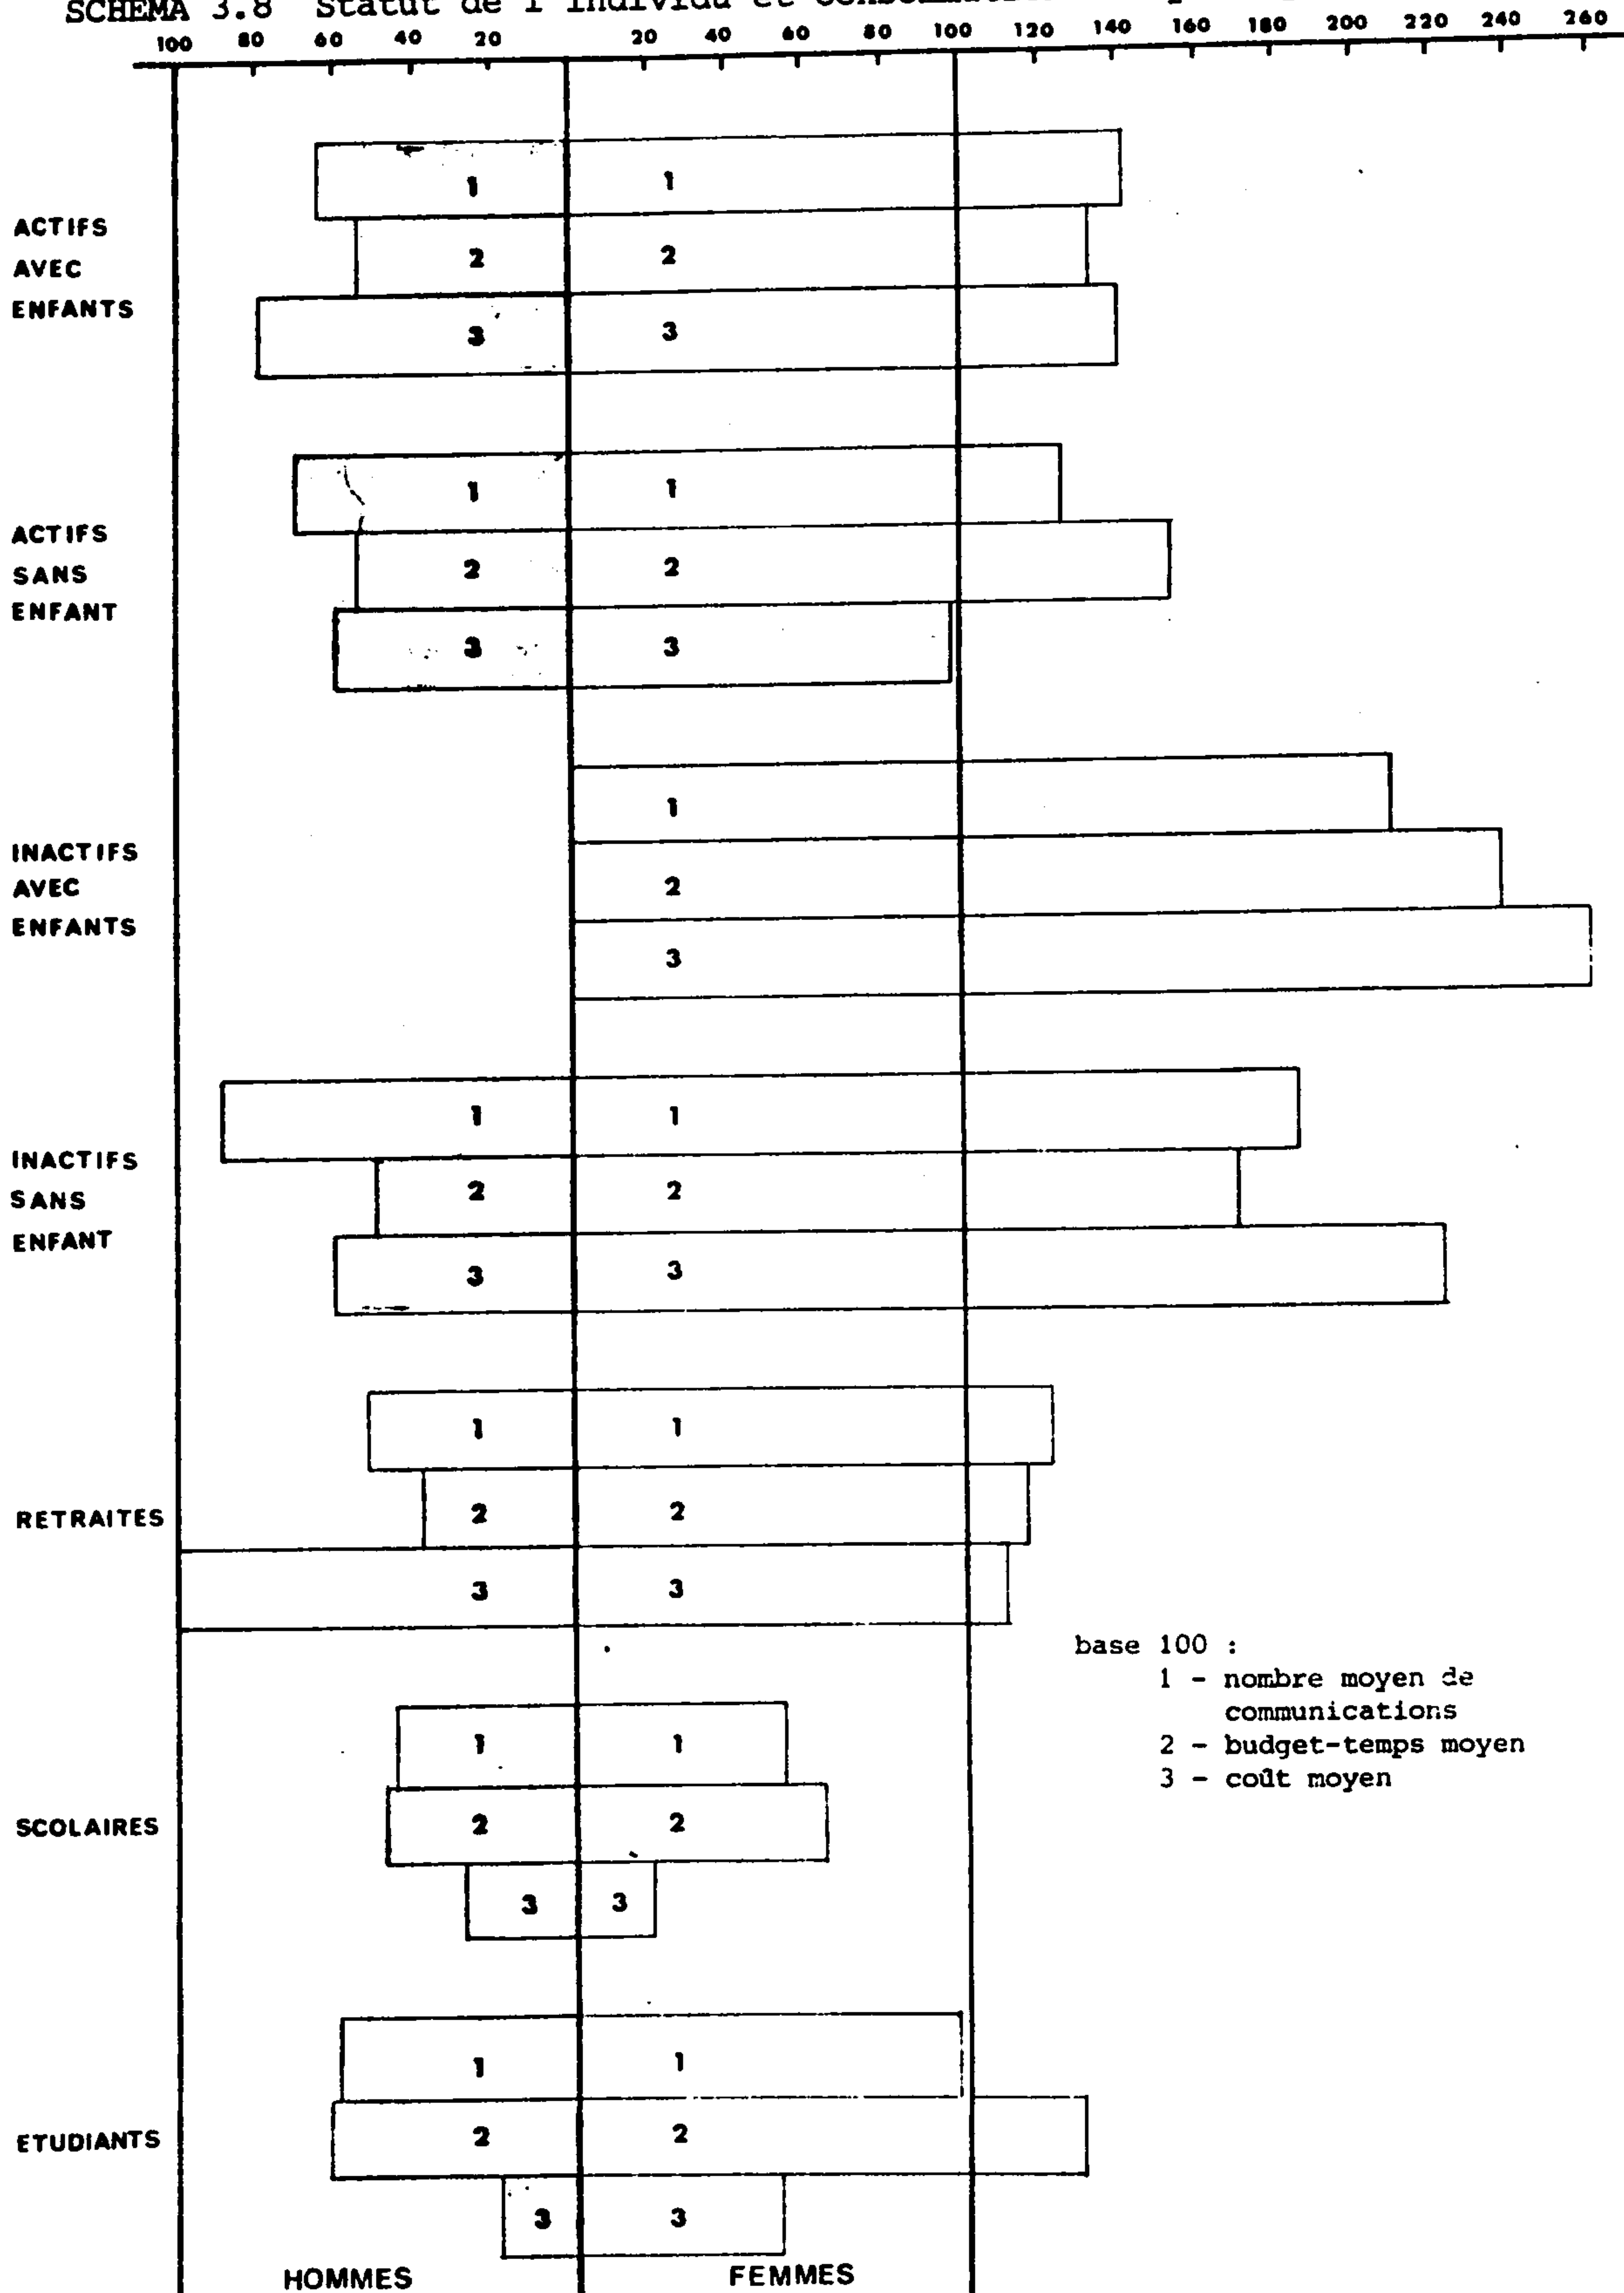 SCHEMA 3.8 Statut de l'individu et
100 80 60 40 20 20 40 60 80 100 120 140 160 180 200 220 240 260
1 1
ACTIFS
AVEC
ENFANTS
2 2
3 3
1 1
ACTIFS
SANS
ENFANT
2 2
3 3
1
INACTIFS
AVEC
ENFANTS
2
3
1 1
INACTIFS
SANS
ENFANT
2 2
3 3
1 1
RETRAITES
2 2
3 3
base 100 :
1 - nombre moyen de
communications
2 - budget-temps moyen
3 - coût moyen
1 1
SCOLAIRES
2 2
3 3
1 1
ETUDIANTS
2 2
3 3
HOMMES FEMMES